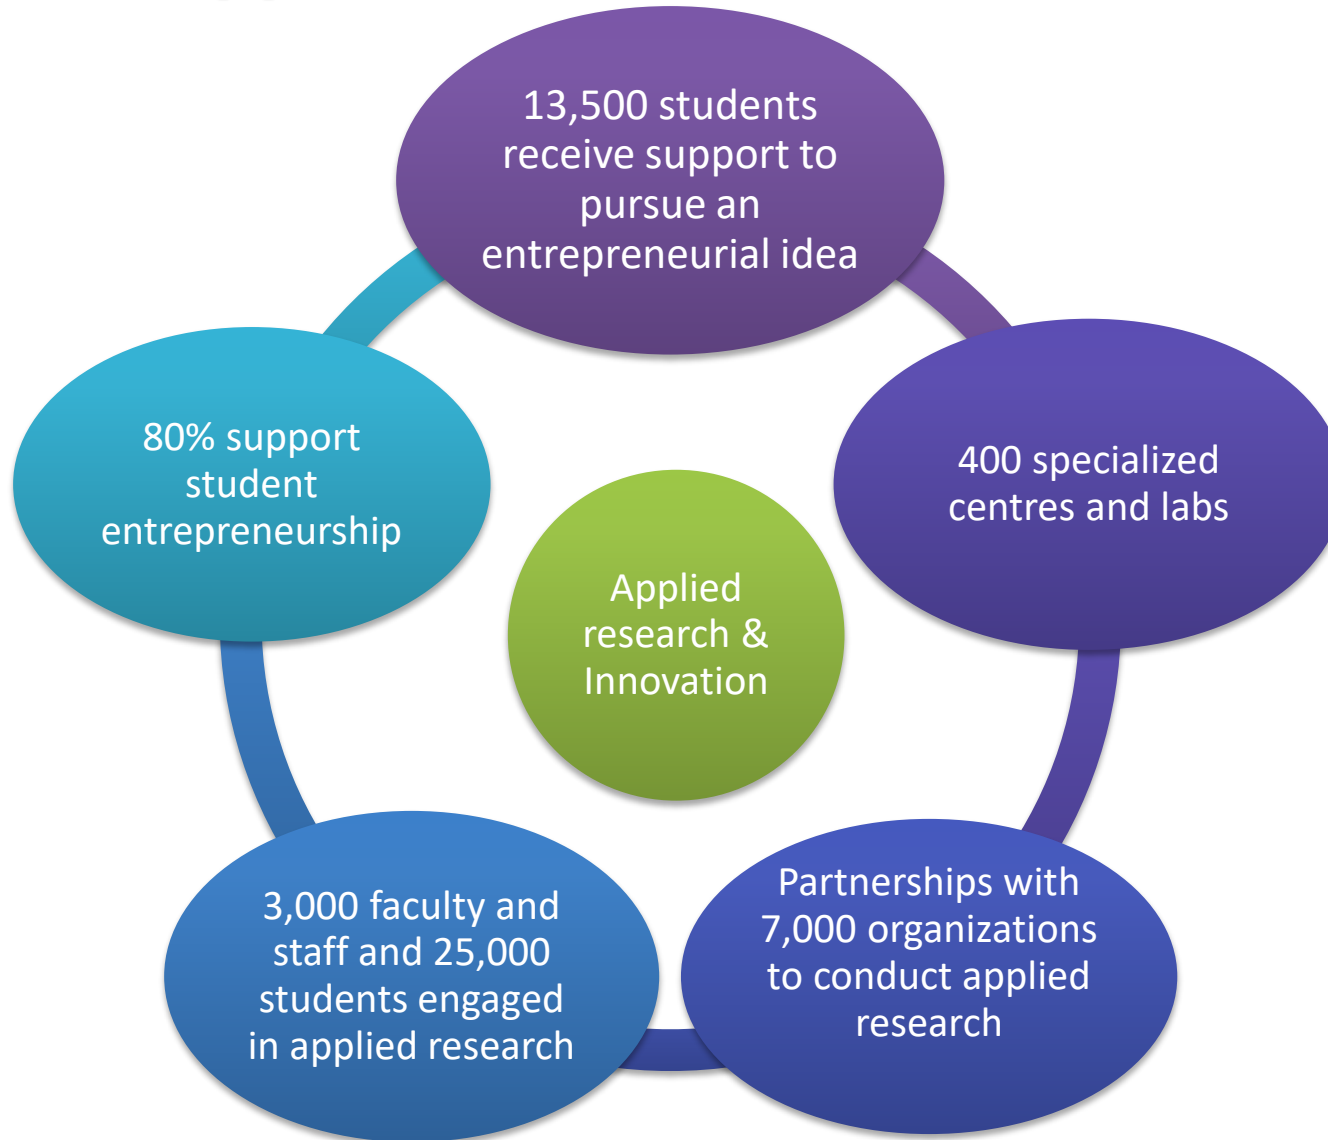 13,500 students
receive support to
pursue an
entrepreneurial idea
400 specialized
centres and labs
Partnerships with
7,000 organizations
to conduct applied
research
3,000 faculty and
staff and 25,000
students engaged
in applied research
80% support
student
entrepreneurship
Applied
research &
Innovation